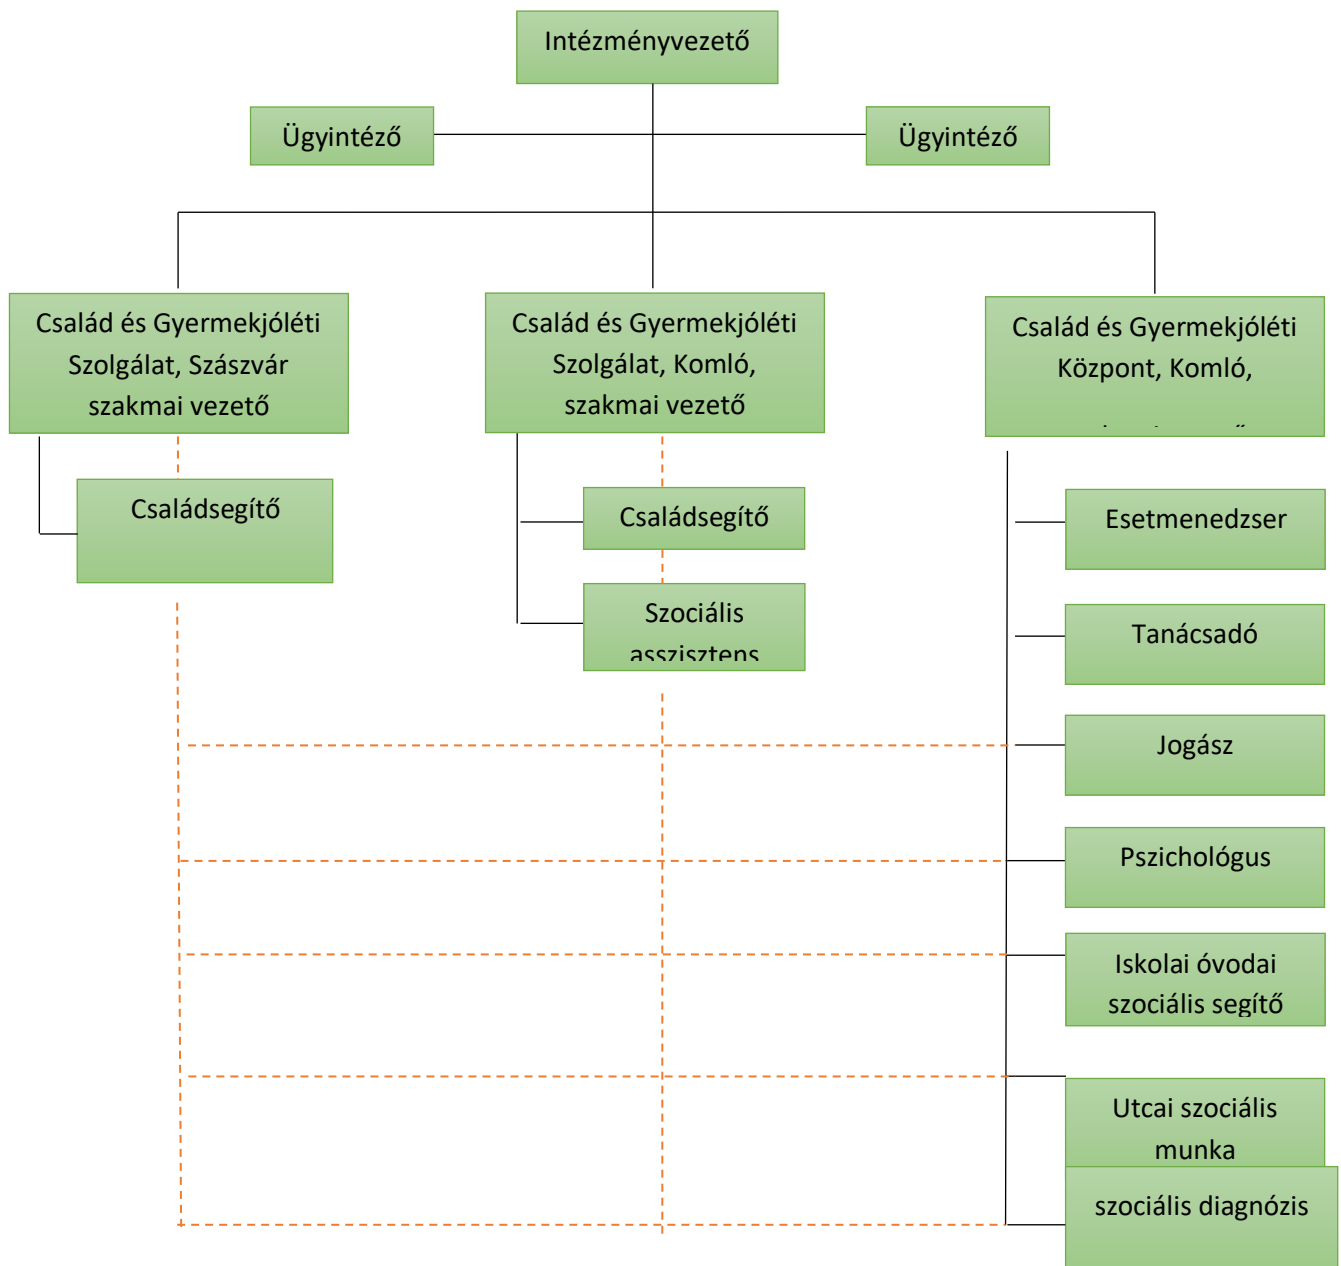 Intézményvezető
Ügyintéző
Ügyintéző
Család és Gyermekjóléti
Szolgálat, Szászvár
szakmai vezető
Család és Gyermekjóléti
Szolgálat, Komló,
szakmai vezető
Család és Gyermekjóléti
Központ, Komló,
Családsegítő
Családsegítő
Szociális
asszisztens
Esetmenedzser
Tanácsadó
Jogász
Pszichológus
Iskolai óvodai
szociális segítő
Utcai szociális
munka
szociális diagnózis